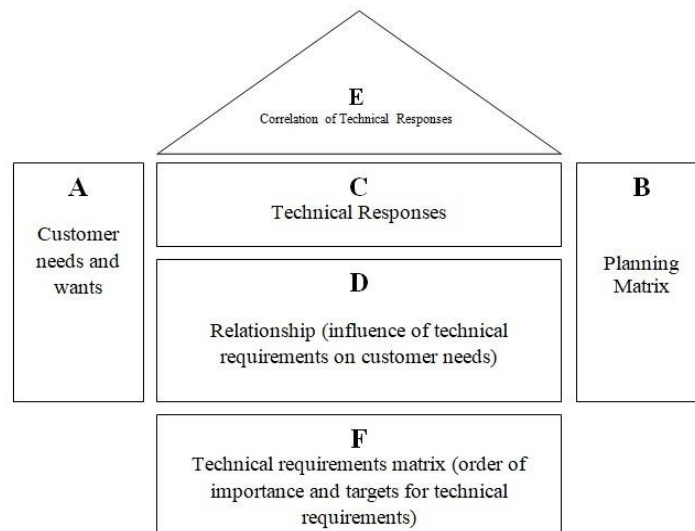 E
Correlation of Technical Responses
A
Customer
needs and
wants
C
Technical Responses
B
Planning
Matrix
D
Relationship (influence of technical
requirements on customer needs)
F
Technical requirements matrix (order of
importance and targets for technical
requirements)